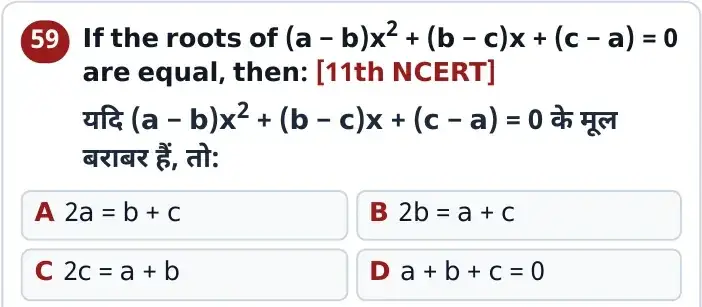 59 If the roots of (a – b)x² + (b – c)x + (c – a) = 0
are equal, then: [11th NCERT]
यदि (a – b)x² + (b – c)x + (c – a) = 0 के मूल
बराबर हैं, तो:
A 2a = b + c
B 2b = a + c
C 2c = a + b
D a + b + c = 0